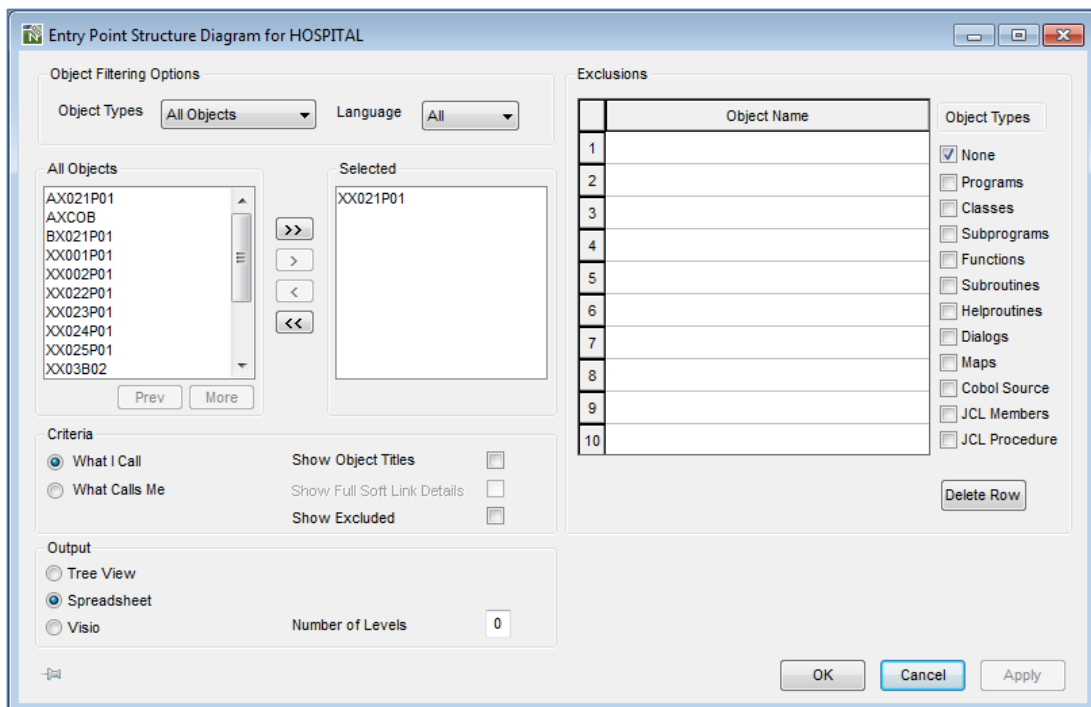 Entry Point Structure Diagram for HOSPITAL
Object Filtering Options
Object Types All Objects Language All
All Objects
AX021P01
AXCOB
BX021P01
XX001P01
XX002P01
XX022P01
XX023P01
XX024P01
XX025P01
XX03B02
Prev More
>>
>
<
<<
Selected
XX021P01
Criteria
What I Call
What Calls Me
Show Object Titles
Show Full Soft Link Details
Show Excluded
Output
Tree View
Spreadsheet
Visio
Number of Levels 0
Exclusions
Object Name
1
2
3
4
5
6
7
8
9
10
Object Types
None
Programs
Classes
Subprograms
Functions
Subroutines
Helproutines
Dialogs
Maps
Cobol Source
JCL Members
JCL Procedure
Delete Row
OK Cancel Apply